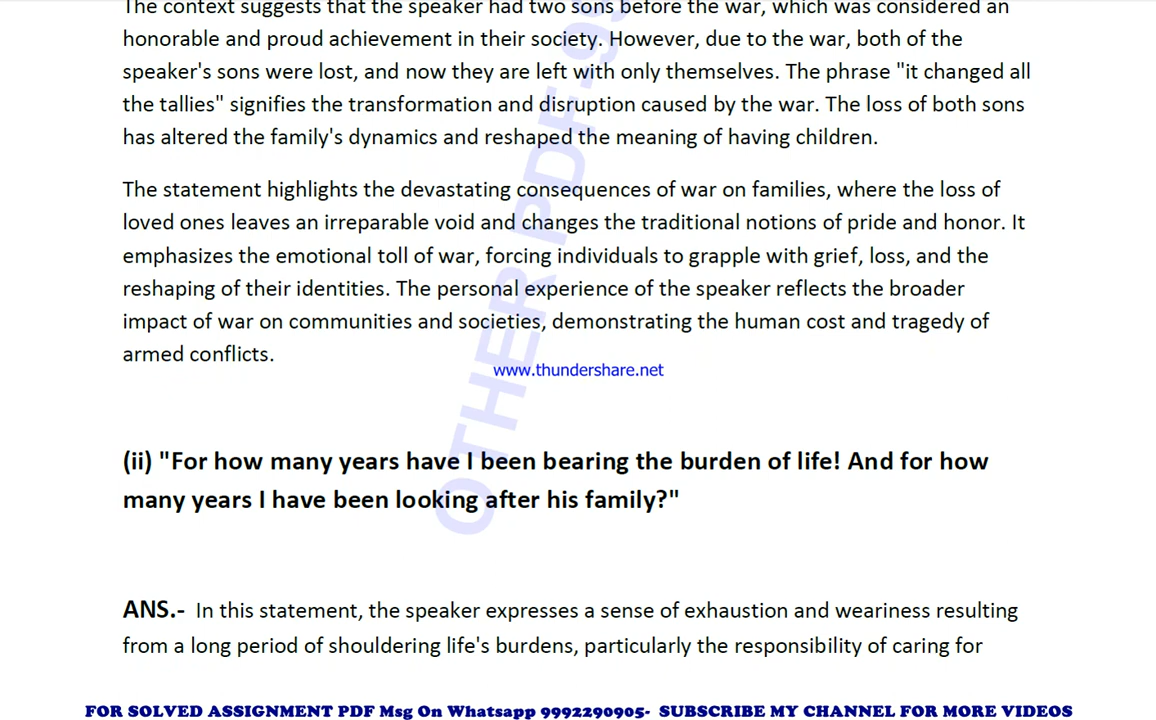 The context suggests that the speaker had two sons before the war, which was considered an
honorable and proud achievement in their society. However, due to the war, both of the
speaker's sons were lost, and now they are left with only themselves. The phrase "it changed all
the tallies" signifies the transformation and disruption caused by the war. The loss of both sons
has altered the family's dynamics and reshaped the meaning of having children.
The statement highlights the devastating consequences of war on families, where the loss of
loved ones leaves an irreparable void and changes the traditional notions of pride and honor. It
emphasizes the emotional toll of war, forcing individuals to grapple with grief, loss, and the
reshaping of their identities. The personal experience of the speaker reflects the broader
impact of war on communities and societies, demonstrating the human cost and tragedy of
armed conflicts.
www.thundershare.net
(ii) "For how many years have I been bearing the burden of life! And for how
many years I have been looking after his family?"
ANS.- In this statement, the speaker expresses a sense of exhaustion and weariness resulting
from a long period of shouldering life's burdens, particularly the responsibility of caring for
OTHER PDF-99
FOR SOLVED ASSIGNMENT PDF Msg On Whatsapp 9992290905- SUBSCRIBE MY CHANNEL FOR MORE VIDEOS